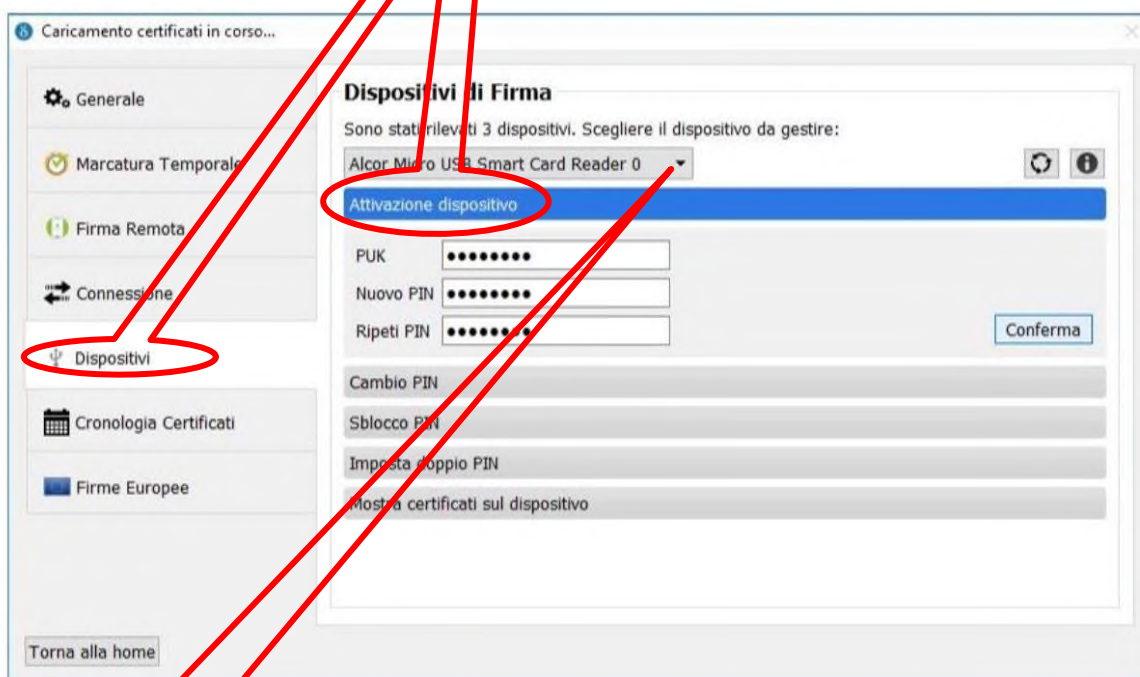 Caricamento certificati in corso...
Generale
Marcatura Temporale
Firma Remota
Connessione
Dispositivi
Cronologia Certificati
Firme Europee
Torna alla home
Dispositivi di Firma
Sono stati rilevati 3 dispositivi. Scegliere il dispositivo da gestire:
Alcor Micro USB Smart Card Reader 0
Attivazione dispositivo
PUK
Nuovo PIN
Ripeti PIN
Conferma
Cambio PIN
Sblocco PIN
Imposta doppio PIN
Mostra certificati sul dispositivo